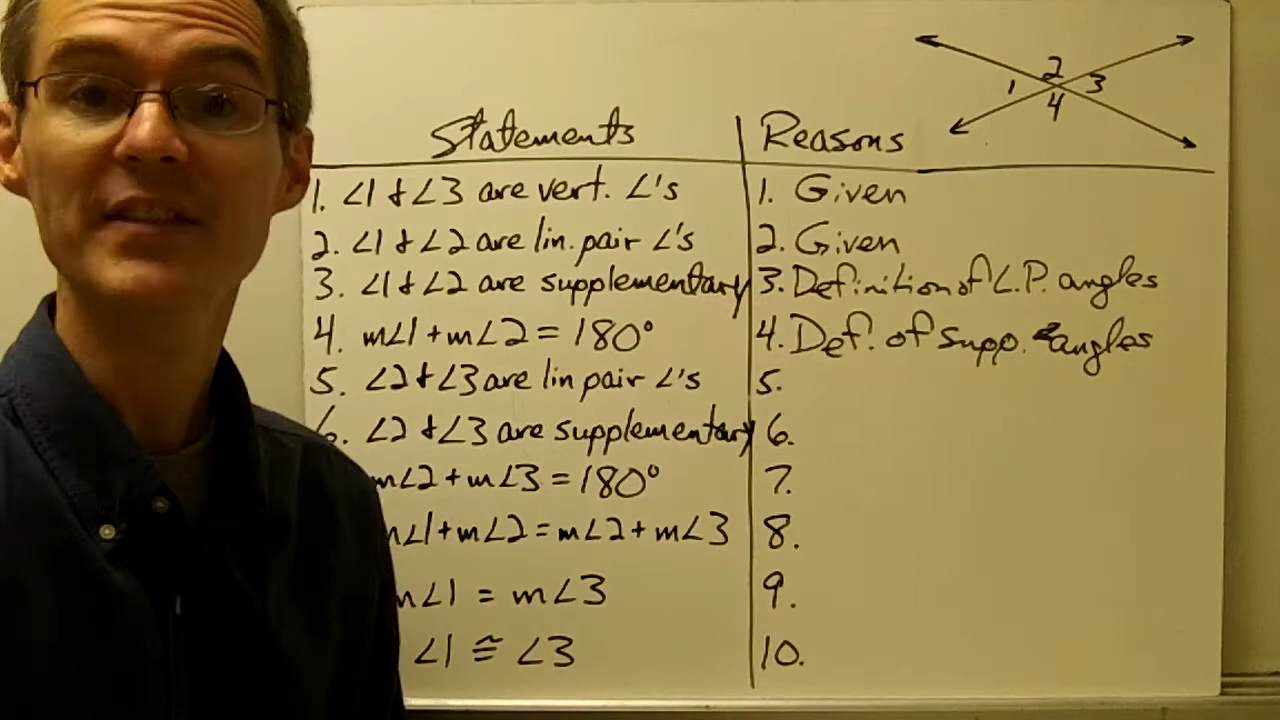 2
1 3
4
Statements Reasons
1. ∠1 & ∠3 are vert. ∠'s 1. Given
2. ∠1 & ∠2 are lin. pair ∠'s 2. Given
3. ∠1 & ∠2 are supplementary 3. Definition of L.P. angles
4. m∠1 + m∠2 = 180° 4. Def. of supp. angles
5. ∠2 & ∠3 are lin pair ∠'s 5.
6. ∠2 & ∠3 are supplementary 6.
m∠2 + m∠3 = 180° 7.
m∠1 + m∠2 = m∠2 + m∠3 8.
m∠1 = m∠3 9.
∠1 ≅ ∠3 10.